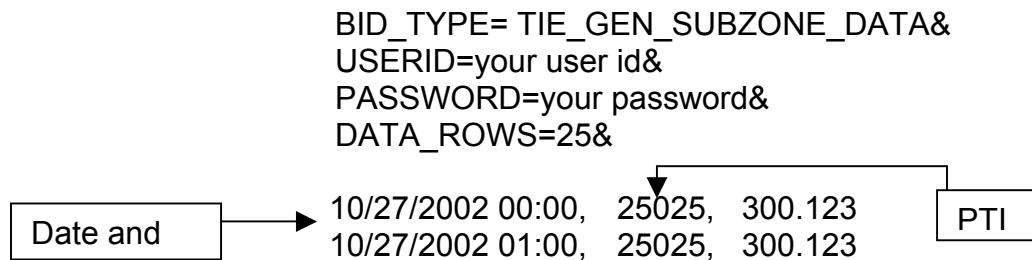 BID_TYPE= TIE_GEN_SUBZONE_DATA&
USERID=your user id&
PASSWORD=your password&
DATA_ROWS=25&
10/27/2002 00:00, 25025, 300.123
10/27/2002 01:00, 25025, 300.123
Date and
PTI